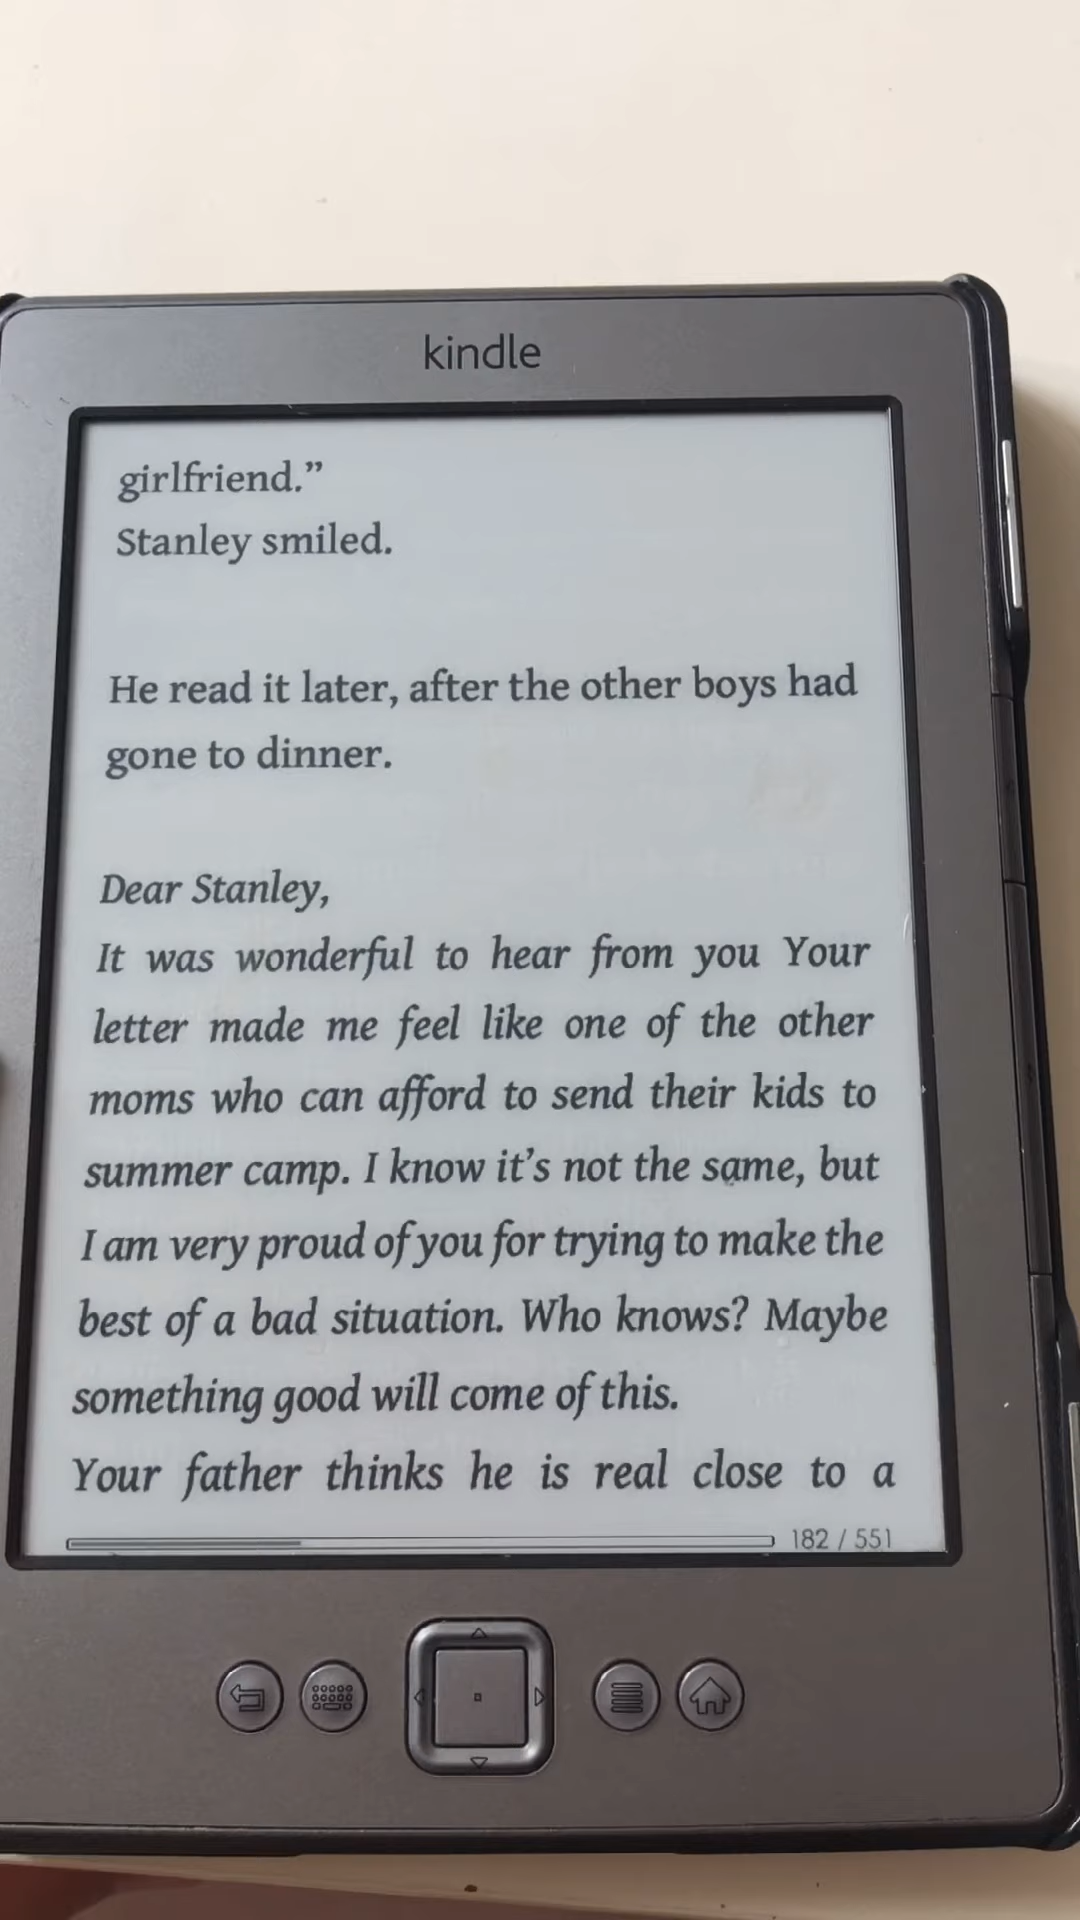 kindle
girlfriend.”
Stanley smiled.
He read it later, after the other boys had
gone to dinner.
Dear Stanley,
It was wonderful to hear from you Your
letter made me feel like one of the other
moms who can afford to send their kids to
summer camp. I know it’s not the same, but
I am very proud of you for trying to make the
best of a bad situation. Who knows? Maybe
something good will come of this.
Your father thinks he is real close to a
182 / 551